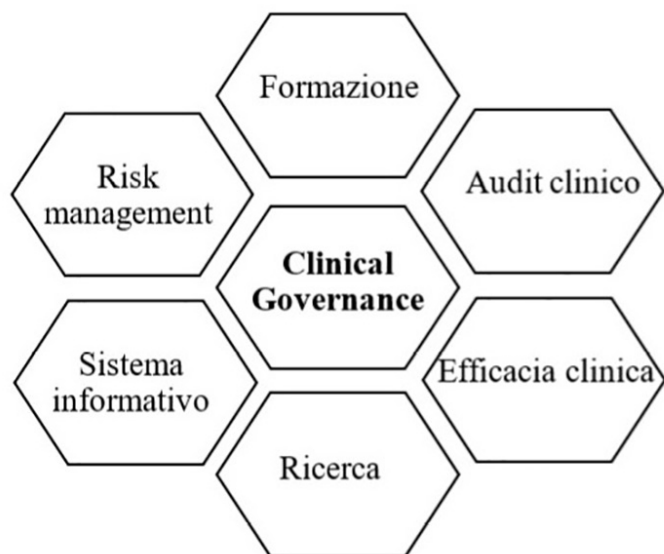 Formazione
Risk
management
Audit clinico
Clinical
Governance
Sistema
informativo
Efficacia clinica
Ricerca